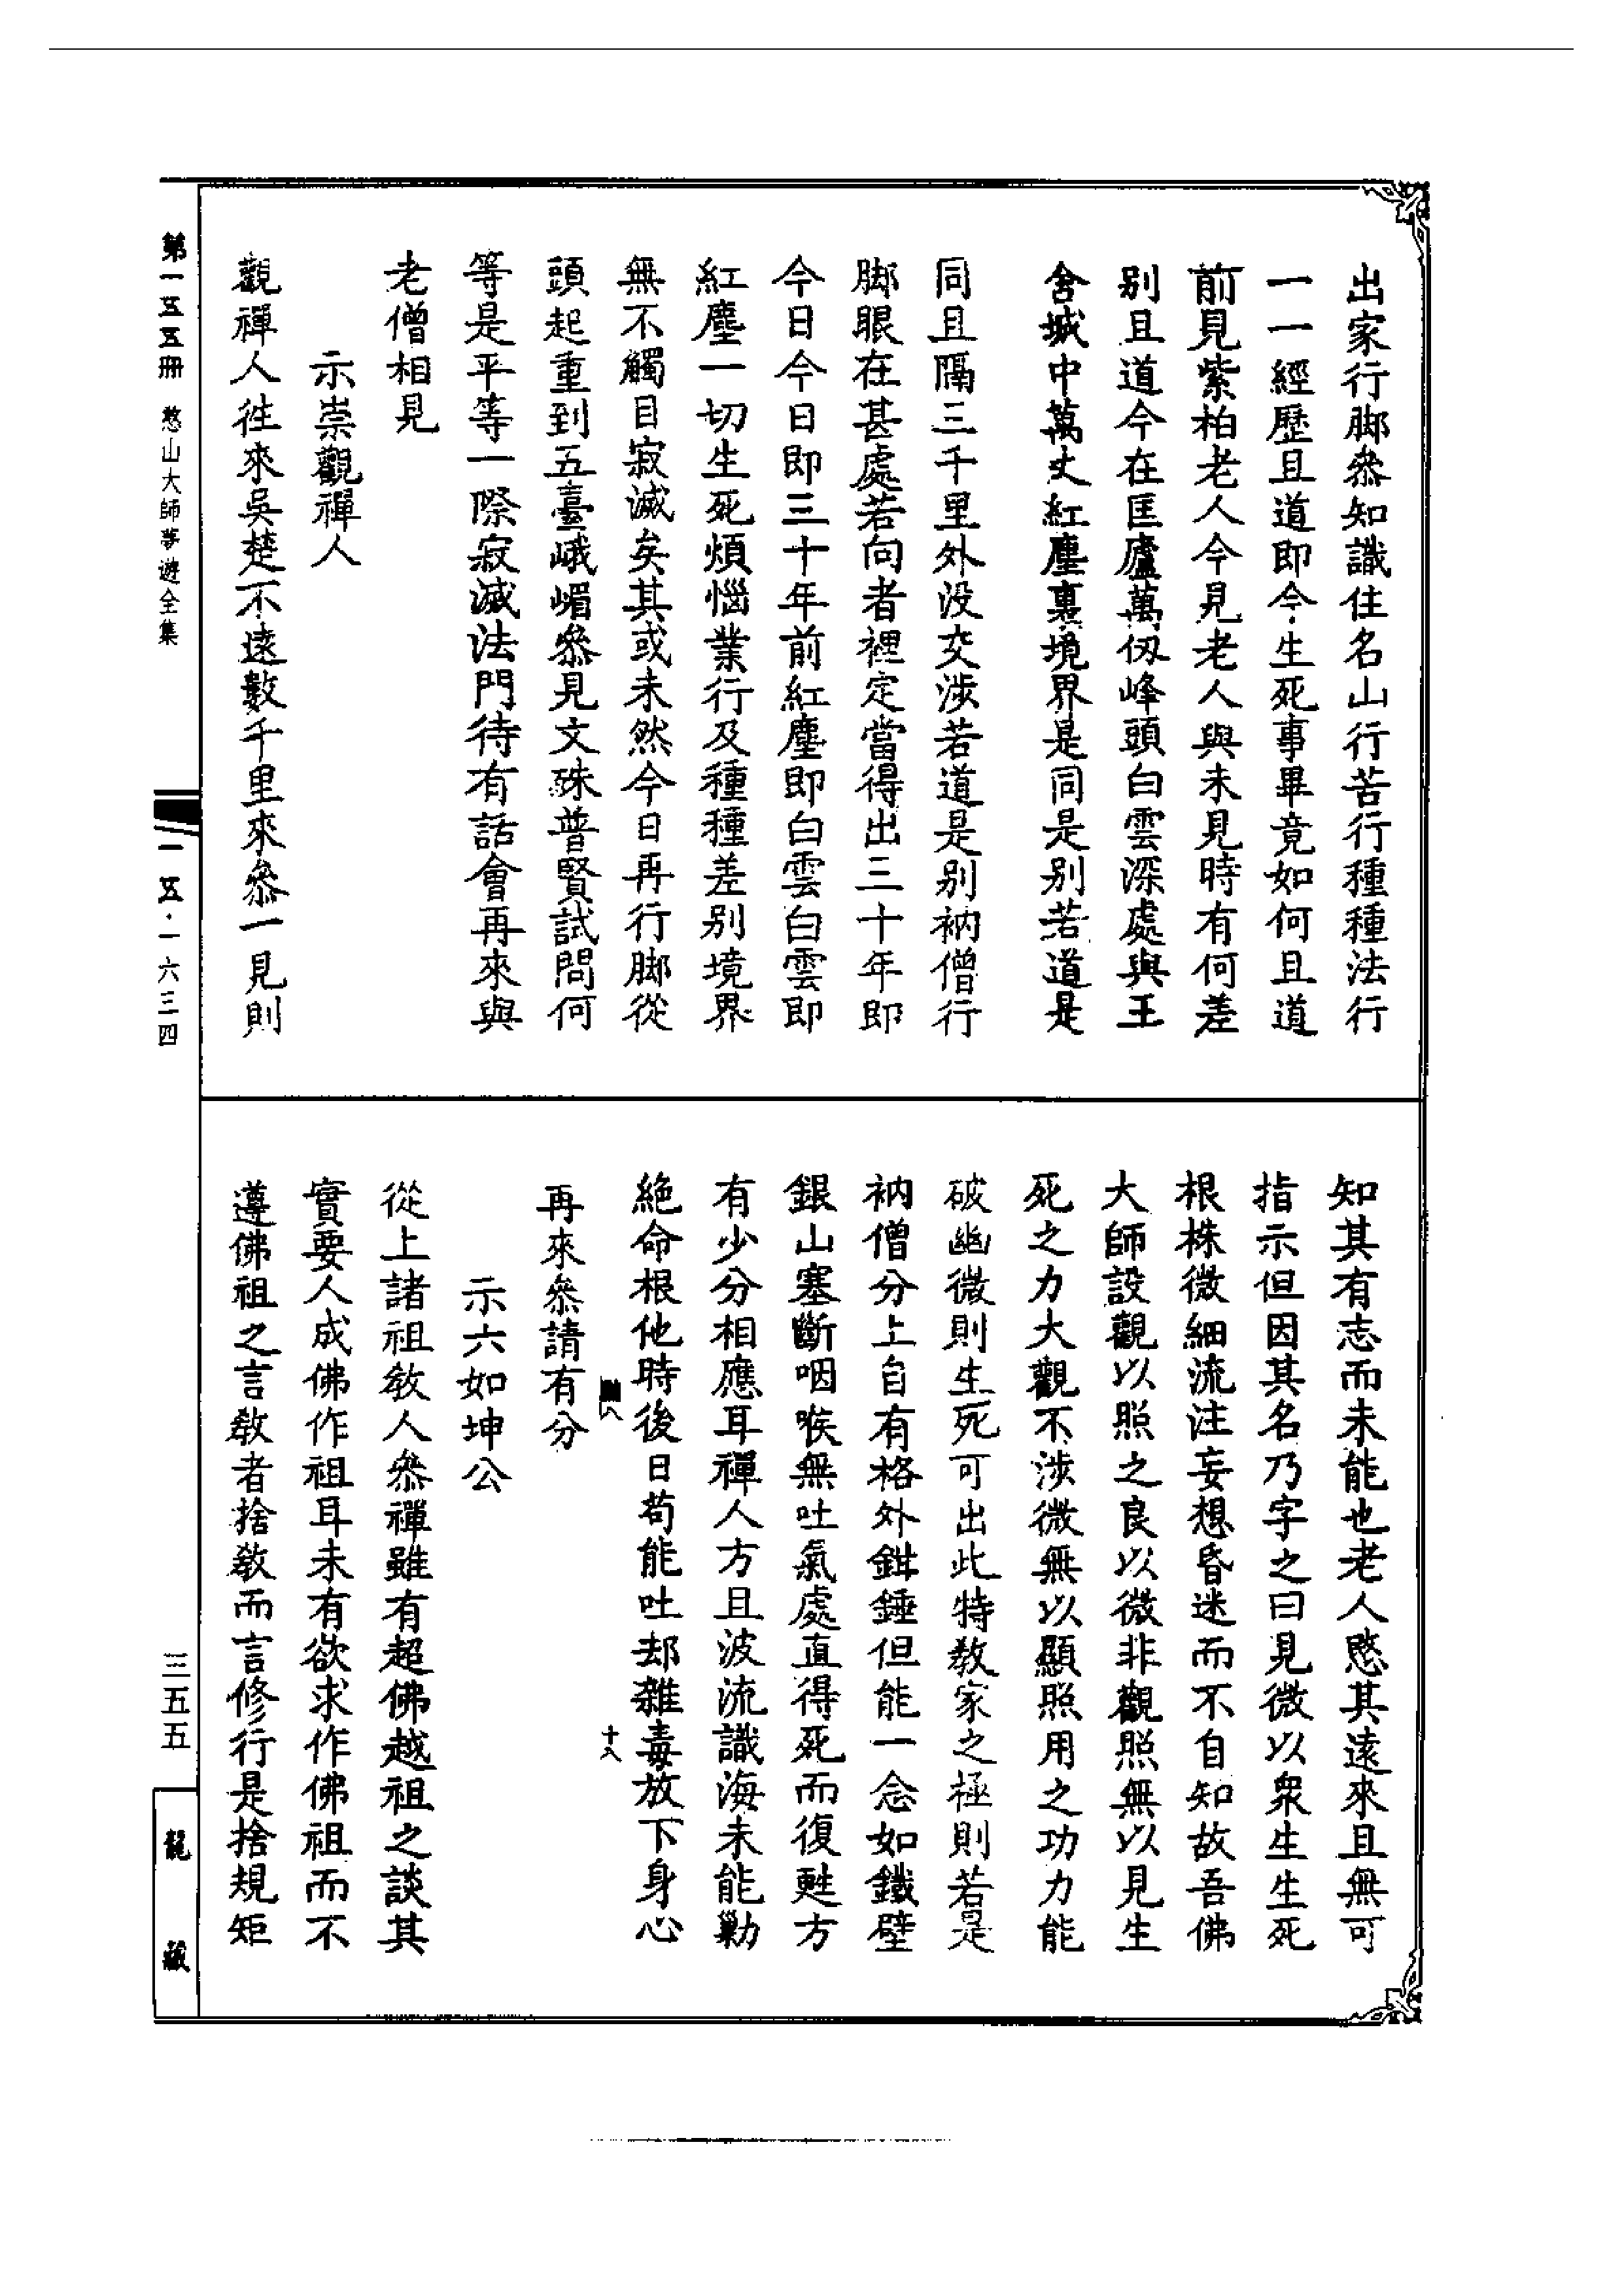 出家行脚叅知識住名山行苦行種種法行
一一經歷且道即今生死事畢竟如何且道
前見紫柏老人今見老人與未見時有何差
别且道今在匡廬萬仭峰頭白雲深處與王
舍城中萬丈紅塵裏境界是同是别若道是
同且隔三千里外没交涉若道是别衲僧行
脚眼在甚處若向者裡定當得出三十年即
今日今日即三十年前紅塵即白雲白雲即
紅塵一切生死煩惱業行及種種差别境界
無不觸目寂滅矣其或未然今日再行脚從
頭起重到五臺峨嵋叅見文殊普賢試問何
等是平等一際寂滅法門待有話會再來與
老僧相見
示崇觀禪人
觀禪人往來吳楚不遠數千里來叅一見則
知其有志而未能也老人愍其遠來且無可
指示但因其名乃字之曰見微以衆生生死
根株微細流注妄想昏迷而不自知故吾佛
大師設觀以照之良以微非觀照無以見生
死之力大觀不涉微無以顯照用之功力能
破幽微則生死可出此特教家之極則若是
衲僧分上自有格外鉗錘但能一念如鐵壁
銀山塞斷咽喉無吐氣處直得死而復甦方
有少分相應耳禪人方且波流識海未能勦
絶命根他時後日苟能吐却雜毒放下身心
十八
再來叅請有分
示六如坤公
從上諸祖教人叅禪雖有超佛越祖之談其
實要人成佛作祖耳未有欲求作佛祖而不
遵佛祖之言教者捨教而言修行是捨規矩
第一五五冊 憨山大師夢遊全集
一五·一六三四
三五五
龍藏